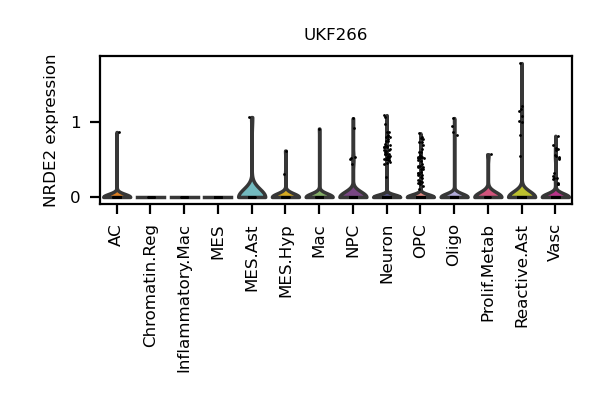 UKF266
NRDE2 expression
1
0
AC
Chromatin.Reg
Inflammatory.Mac
MES
MES.Ast
MES.Hyp
Mac
NPC
Neuron
OPC
Oligo
Prolif.Metab
Reactive.Ast
Vasc